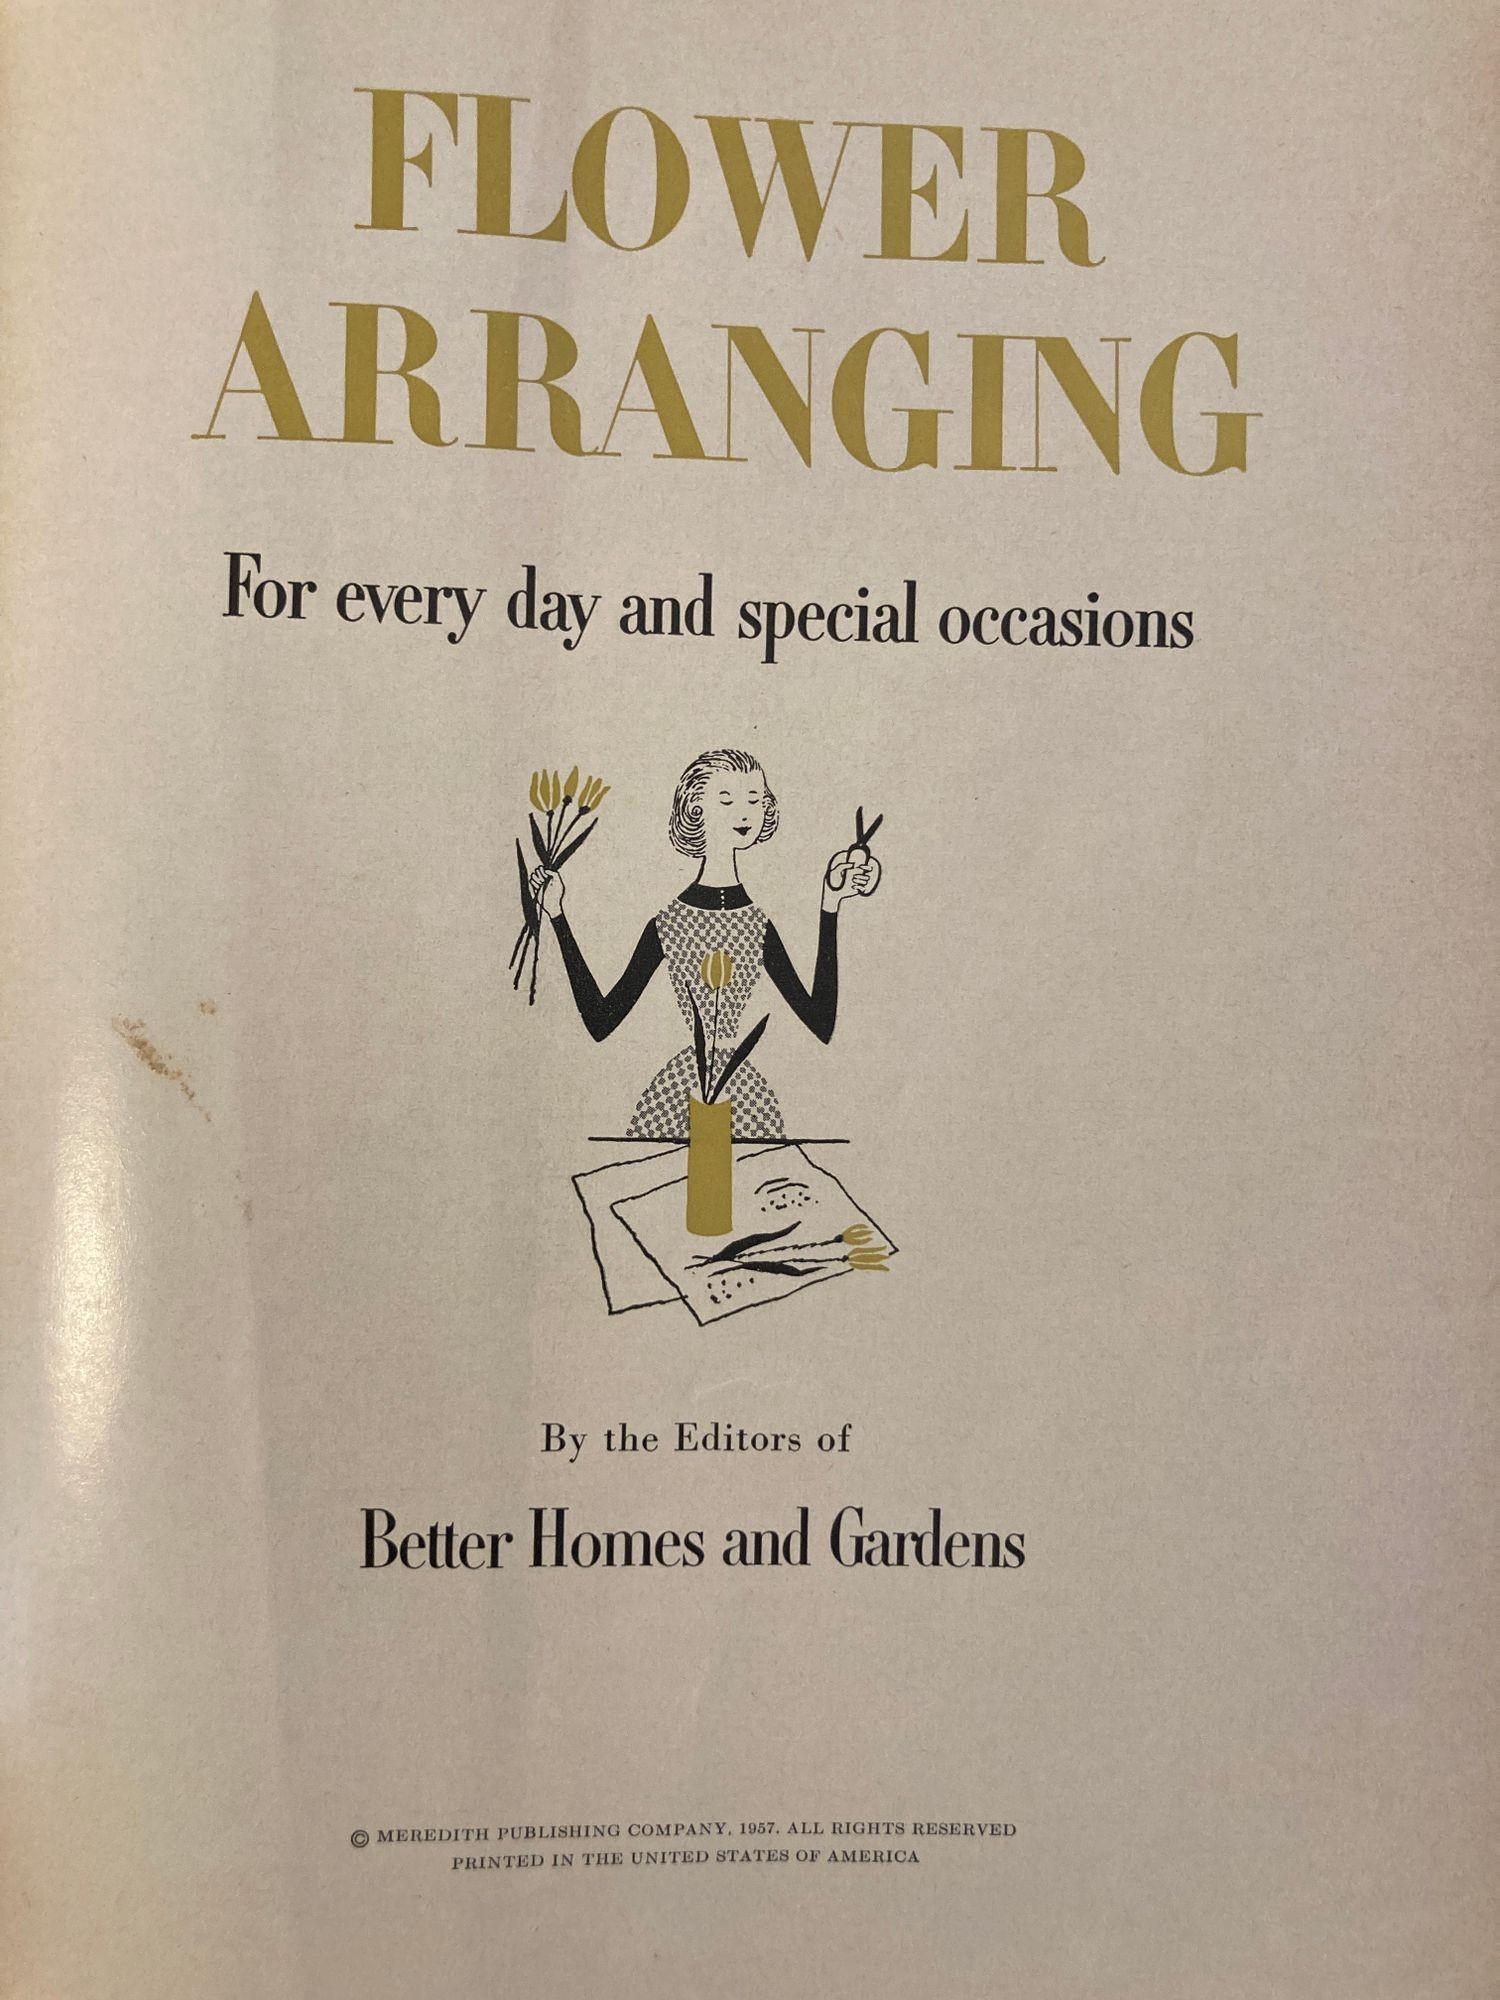 FLOWER
ARRANGING
For every day and special occasions
By the Editors of
Better Homes and Gardens
© MEREDITH PUBLISHING COMPANY, 1957. ALL RIGHTS RESERVED
PRINTED IN THE UNITED STATES OF AMERICA